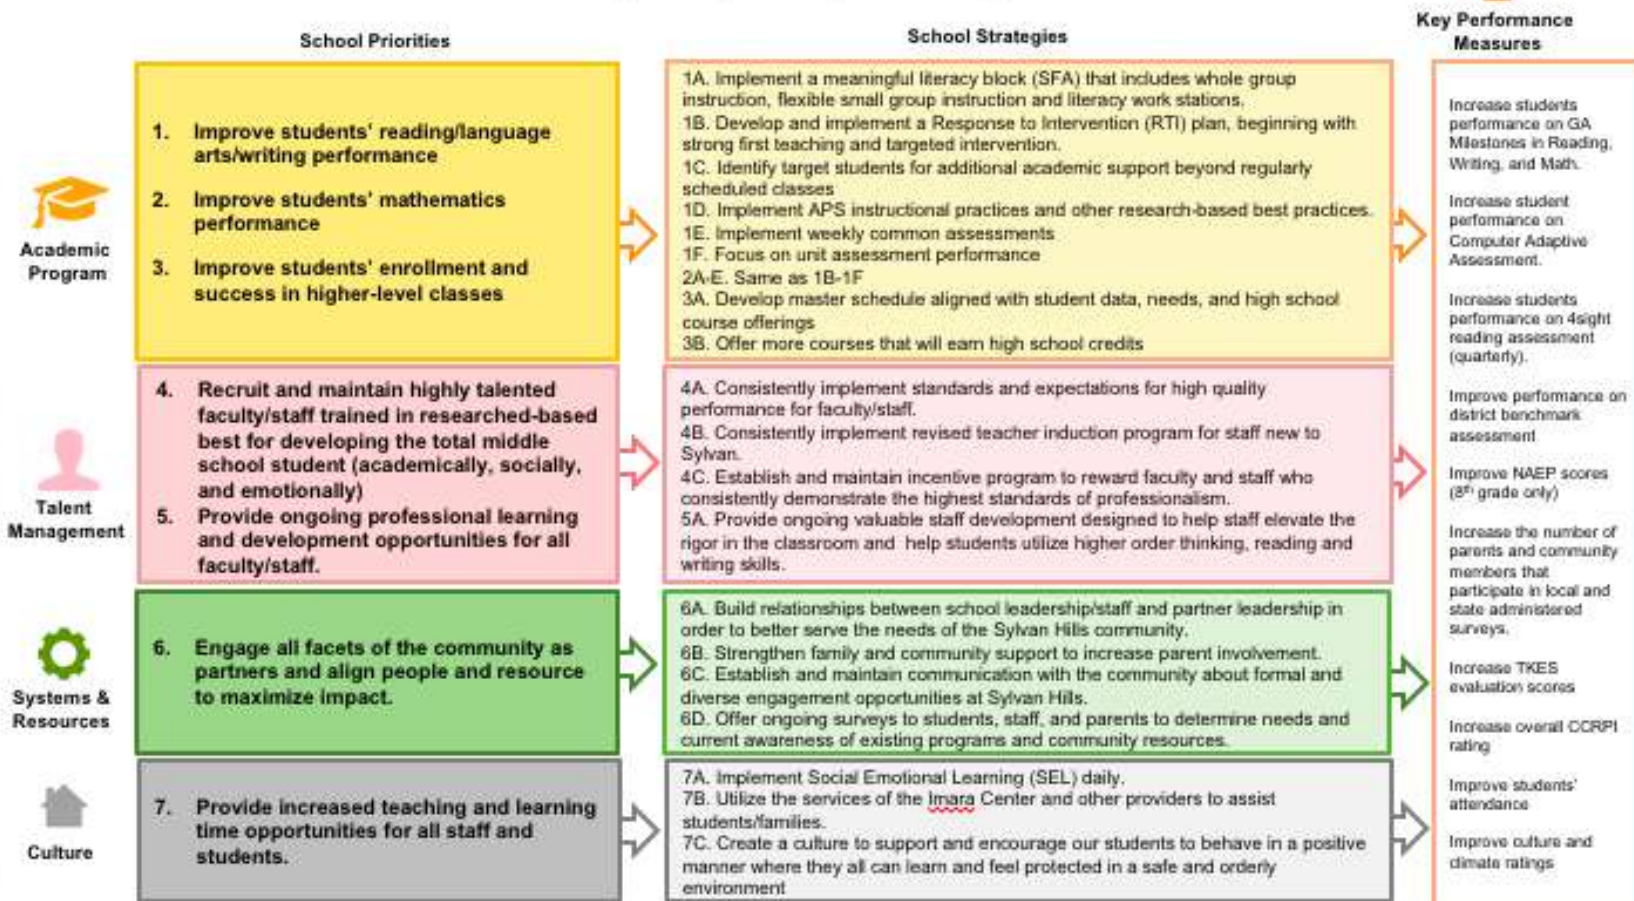 School Priorities
School Strategies
Key Performance
Measures
Academic
Program
1. Improve students' reading/language
arts/writing performance
2. Improve students' mathematics
performance
3. Improve students' enrollment and
success in higher-level classes
1A. Implement a meaningful literacy block (SFA) that includes whole group
instruction, flexible small group instruction and literacy work stations.
1B. Develop and implement a Response to Intervention (RTI) plan, beginning with
strong first teaching and targeted intervention.
1C. Identify target students for additional academic support beyond regularly
scheduled classes
1D. Implement APS instructional practices and other research-based best practices.
1E. Implement weekly common assessments
1F. Focus on unit assessment performance
2A-E. Same as 1B-1F
3A. Develop master schedule aligned with student data, needs, and high school
course offerings
3B. Offer more courses that will earn high school credits
Talent
Management
4. Recruit and maintain highly talented
faculty/staff trained in researched-based
best for developing the total middle
school student (academically, socially,
and emotionally)
5. Provide ongoing professional learning
and development opportunities for all
faculty/staff.
4A. Consistently implement standards and expectations for high quality
performance for faculty/staff.
4B. Consistently implement revised teacher induction program for staff new to
Sylvan.
4C. Establish and maintain incentive program to reward faculty and staff who
consistently demonstrate the highest standards of professionalism.
5A. Provide ongoing valuable staff development designed to help staff elevate the
rigor in the classroom and help students utilize higher order thinking, reading and
writing skills.
Systems &
Resources
6. Engage all facets of the community as
partners and align people and resource
to maximize impact.
6A. Build relationships between school leadership/staff and partner leadership in
order to better serve the needs of the Sylvan Hills community.
6B. Strengthen family and community support to increase parent involvement.
6C. Establish and maintain communication with the community about formal and
diverse engagement opportunities at Sylvan Hills.
6D. Offer ongoing surveys to students, staff, and parents to determine needs and
current awareness of existing programs and community resources.
Culture
7. Provide increased teaching and learning
time opportunities for all staff and
students.
7A. Implement Social Emotional Learning (SEL) daily.
7B. Utilize the services of the Imara Center and other providers to assist
students/families.
7C. Create a culture to support and encourage our students to behave in a positive
manner where they all can learn and feel protected in a safe and orderly
environment
Increase students
performance on GA
Milestones in Reading,
Writing, and Math.
Increase student
performance on
Computer Adaptive
Assessment.
Increase students
performance on 4sight
reading assessment
(quarterly).
Improve performance on
district benchmark
assessment
Improve NAEP scores
(8th grade only)
Increase the number of
parents and community
members that
participate in local and
state administered
surveys.
Increase TKES
evaluation scores
Increase overall CCRPI
rating
Improve students'
attendance
Improve culture and
climate ratings